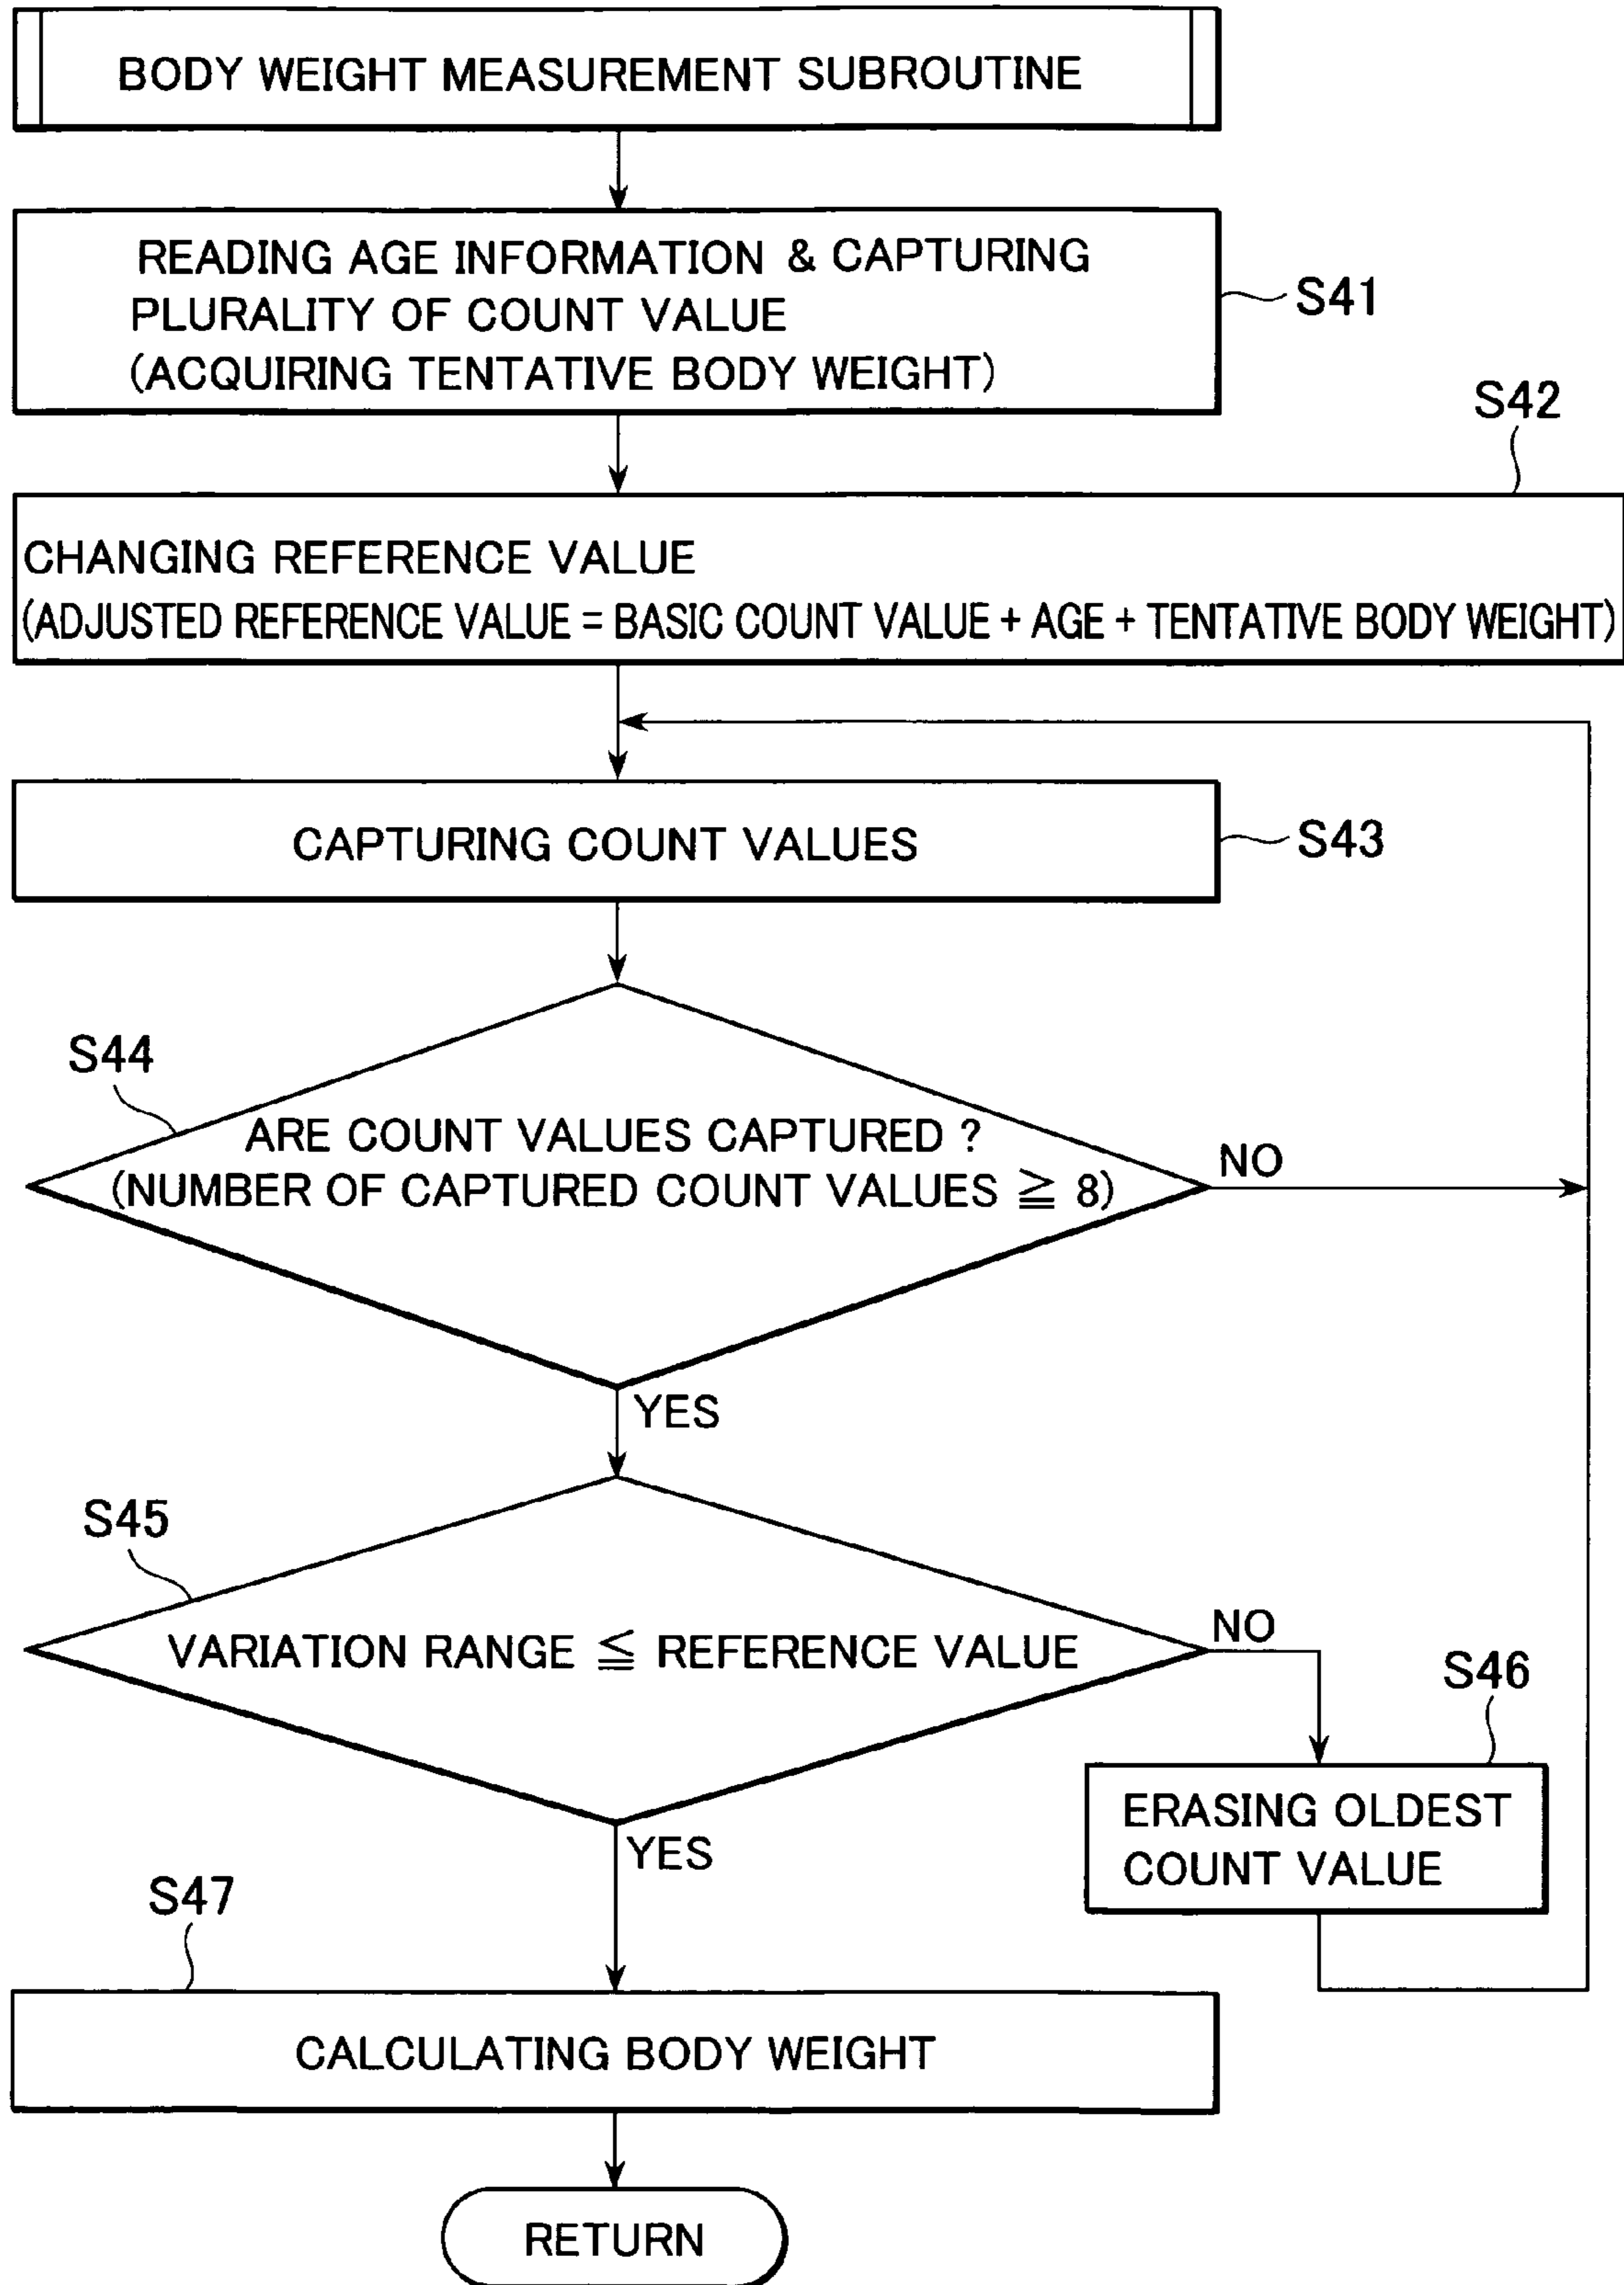 BODY WEIGHT MEASUREMENT SUBROUTINE
READING AGE INFORMATION & CAPTURING
PLURALITY OF COUNT VALUE
(ACQUIRING TENTATIVE BODY WEIGHT)
S41
S42
CHANGING REFERENCE VALUE
(ADJUSTED REFERENCE VALUE = BASIC COUNT VALUE + AGE + TENTATIVE BODY WEIGHT)
CAPTURING COUNT VALUES
S43
S44
ARE COUNT VALUES CAPTURED ?
(NUMBER OF CAPTURED COUNT VALUES ≧ 8)
NO
YES
S45
VARIATION RANGE ≦ REFERENCE VALUE
NO
S46
ERASING OLDEST
COUNT VALUE
YES
S47
CALCULATING BODY WEIGHT
RETURN